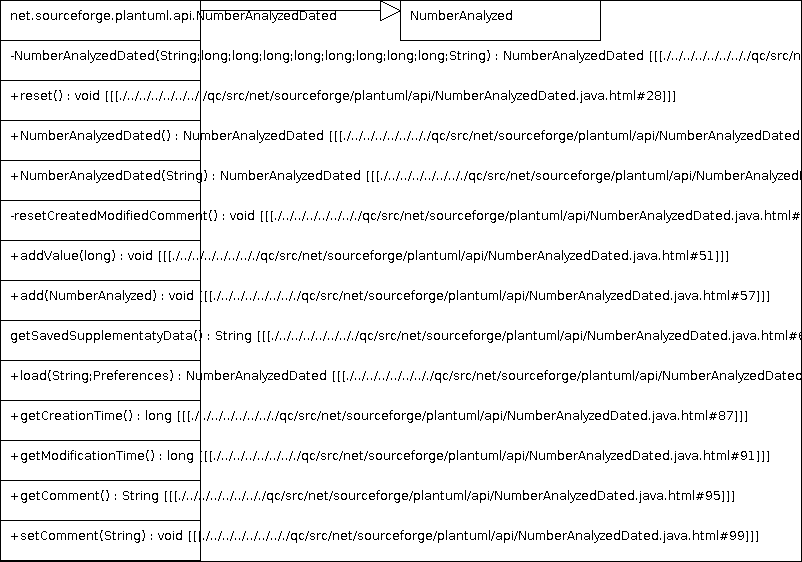 net.sourceforge.plantuml.api.NumberAnalyzedDated
NumberAnalyzed
-NumberAnalyzedDated(String;long;long;long;long;long;long;long;long;String) : NumberAnalyzedDated [[[./../../../../../../../qc/src/n
+reset() : void [[[./../../../../../../../qc/src/net/sourceforge/plantuml/api/NumberAnalyzedDated.java.html#28]]]
+NumberAnalyzedDated() : NumberAnalyzedDated [[[./../../../../../../../qc/src/net/sourceforge/plantuml/api/NumberAnalyzedDated
+NumberAnalyzedDated(String) : NumberAnalyzedDated [[[./../../../../../../../qc/src/net/sourceforge/plantuml/api/NumberAnalyzedD
-resetCreatedModifiedComment() : void [[[./../../../../../../../qc/src/net/sourceforge/plantuml/api/NumberAnalyzedDated.java.html#
+addValue(long) : void [[[./../../../../../../../qc/src/net/sourceforge/plantuml/api/NumberAnalyzedDated.java.html#51]]]
+add(NumberAnalyzed) : void [[[./../../../../../../../qc/src/net/sourceforge/plantuml/api/NumberAnalyzedDated.java.html#57]]]
getSavedSupplementatyData() : String [[[./../../../../../../../qc/src/net/sourceforge/plantuml/api/NumberAnalyzedDated.java.html#6
+load(String;Preferences) : NumberAnalyzedDated [[[./../../../../../../../qc/src/net/sourceforge/plantuml/api/NumberAnalyzedDated
+getCreationTime() : long [[[./../../../../../../../qc/src/net/sourceforge/plantuml/api/NumberAnalyzedDated.java.html#87]]]
+getModificationTime() : long [[[./../../../../../../../qc/src/net/sourceforge/plantuml/api/NumberAnalyzedDated.java.html#91]]]
+getComment() : String [[[./../../../../../../../qc/src/net/sourceforge/plantuml/api/NumberAnalyzedDated.java.html#95]]]
+setComment(String) : void [[[./../../../../../../../qc/src/net/sourceforge/plantuml/api/NumberAnalyzedDated.java.html#99]]]